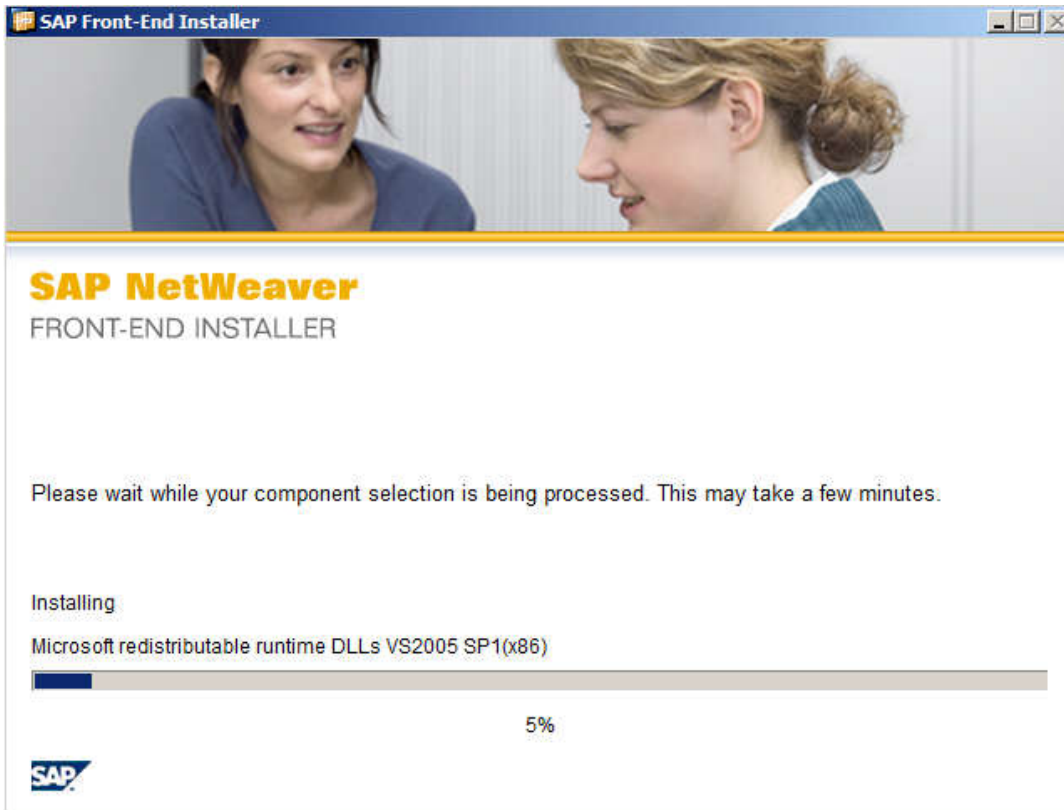 SAP Front-End Installer
SAP NetWeaver
FRONT-END INSTALLER
Please wait while your component selection is being processed. This may take a few minutes.
Installing
Microsoft redistributable runtime DLLs VS2005 SP1(x86)
5%
SAP